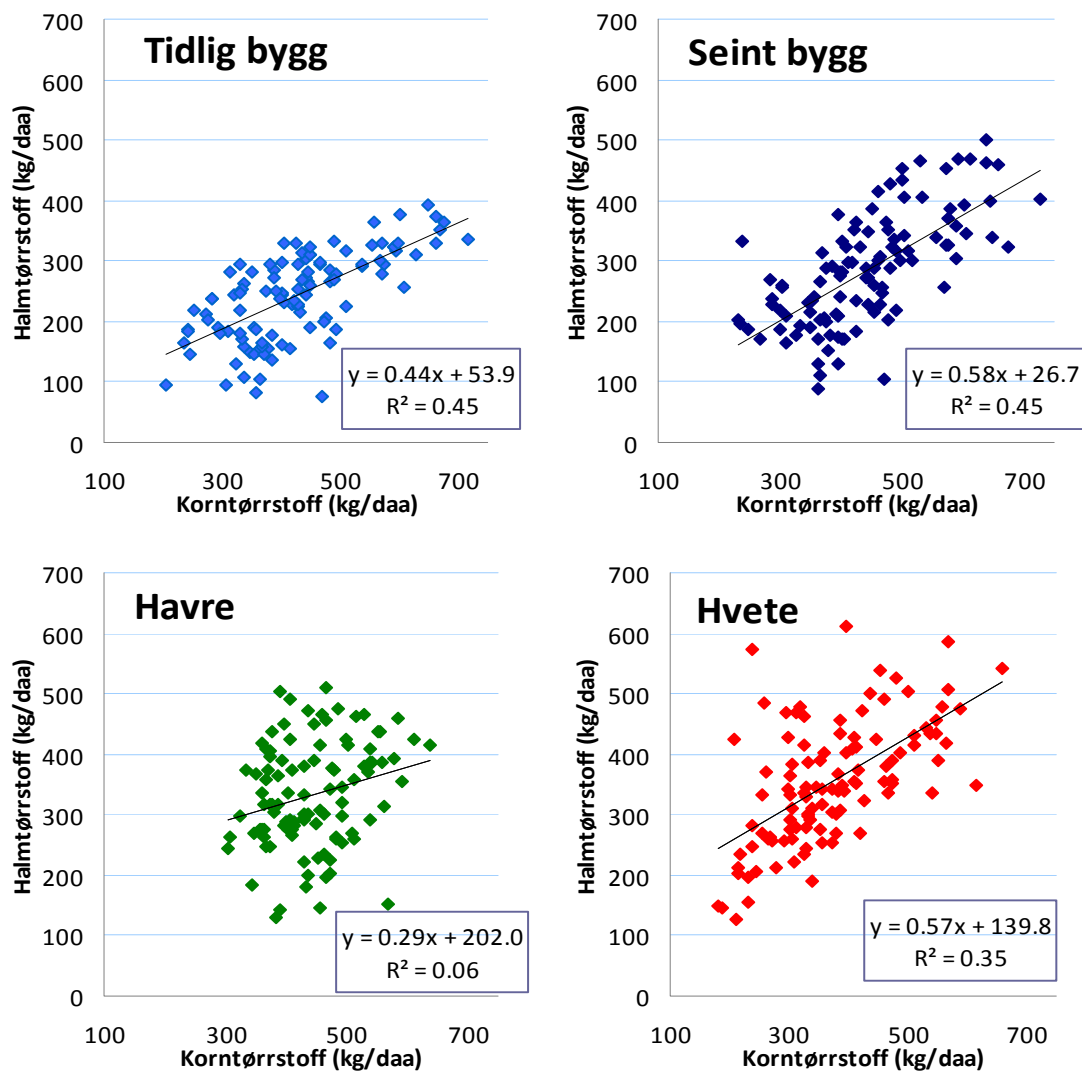 Tidlig bygg
Halmtørrstoff (kg/daa)
700
600
500
400
300
200
100
0
y = 0.44x + 53.9
R² = 0.45
100 300 500 700
Korntørrstoff (kg/daa)
Seint bygg
Halmtørrstoff (kg/daa)
700
600
500
400
300
200
100
0
y = 0.58x + 26.7
R² = 0.45
100 300 500 700
Korntørrstoff (kg/daa)
Havre
Halmtørrstoff (kg/daa)
700
600
500
400
300
200
100
0
y = 0.29x + 202.0
R² = 0.06
100 300 500 700
Korntørrstoff (kg/daa)
Hvete
Halmtørrstoff (kg/daa)
700
600
500
400
300
200
100
0
y = 0.57x + 139.8
R² = 0.35
100 300 500 700
Korntørrstoff (kg/daa)